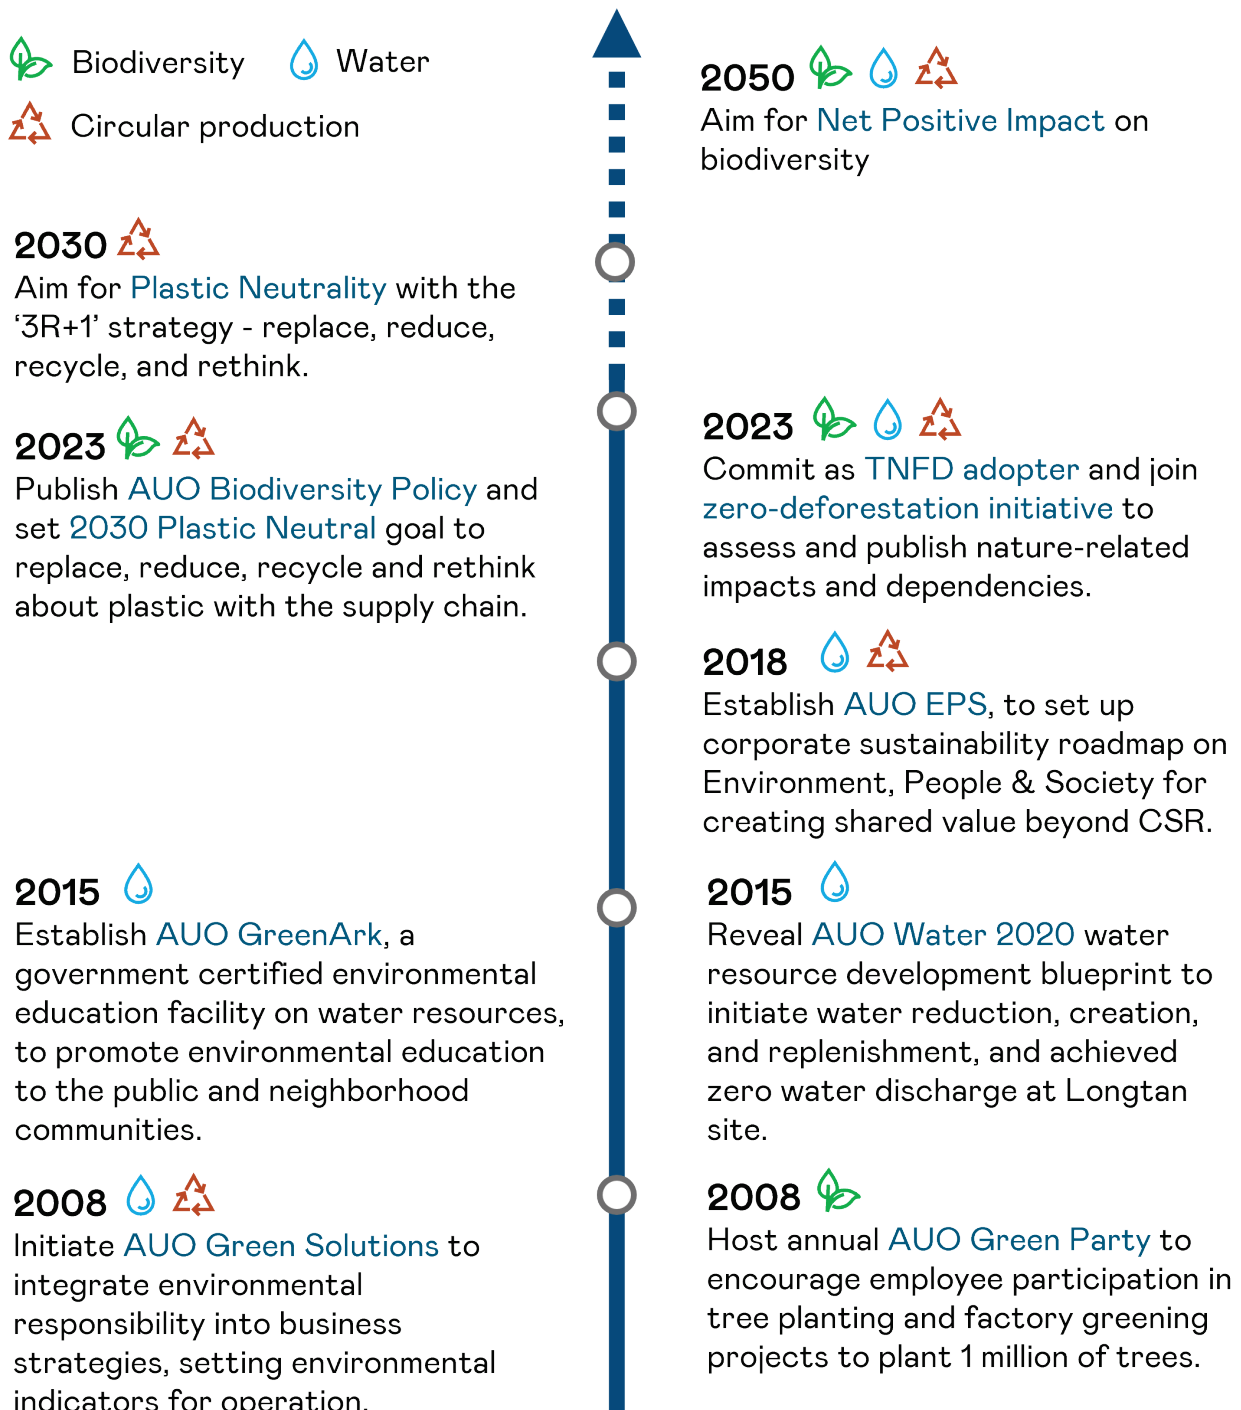 Biodiversity
Water
Circular production
2050
Aim for Net Positive Impact on
biodiversity
2030
Aim for Plastic Neutrality with the
‘3R+1’ strategy - replace, reduce,
recycle, and rethink.
2023
Publish AUO Biodiversity Policy and
set 2030 Plastic Neutral goal to
replace, reduce, recycle and rethink
about plastic with the supply chain.
2023
Commit as TNFD adopter and join
zero-deforestation initiative to
assess and publish nature-related
impacts and dependencies.
2018
Establish AUO EPS, to set up
corporate sustainability roadmap on
Environment, People & Society for
creating shared value beyond CSR.
2015
Establish AUO GreenArk, a
government certified environmental
education facility on water resources,
to promote environmental education
to the public and neighborhood
communities.
2015
Reveal AUO Water 2020 water
resource development blueprint to
initiate water reduction, creation,
and replenishment, and achieved
zero water discharge at Longtan
site.
2008
Initiate AUO Green Solutions to
integrate environmental
responsibility into business
strategies, setting environmental
indicators for operation.
2008
Host annual AUO Green Party to
encourage employee participation in
tree planting and factory greening
projects to plant 1 million of trees.